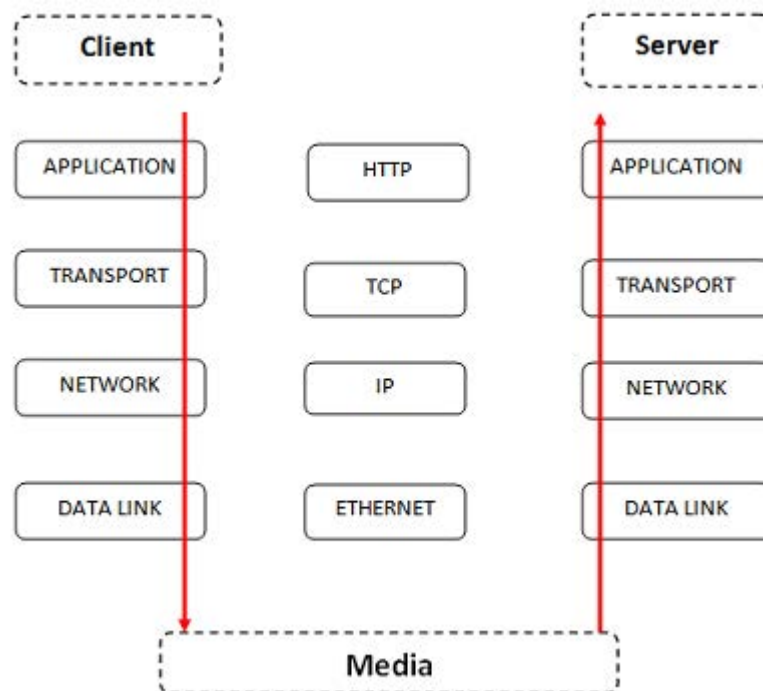 Client
Server
APPLICATION
HTTP
APPLICATION
TRANSPORT
TCP
TRANSPORT
NETWORK
IP
NETWORK
DATA LINK
ETHERNET
DATA LINK
Media